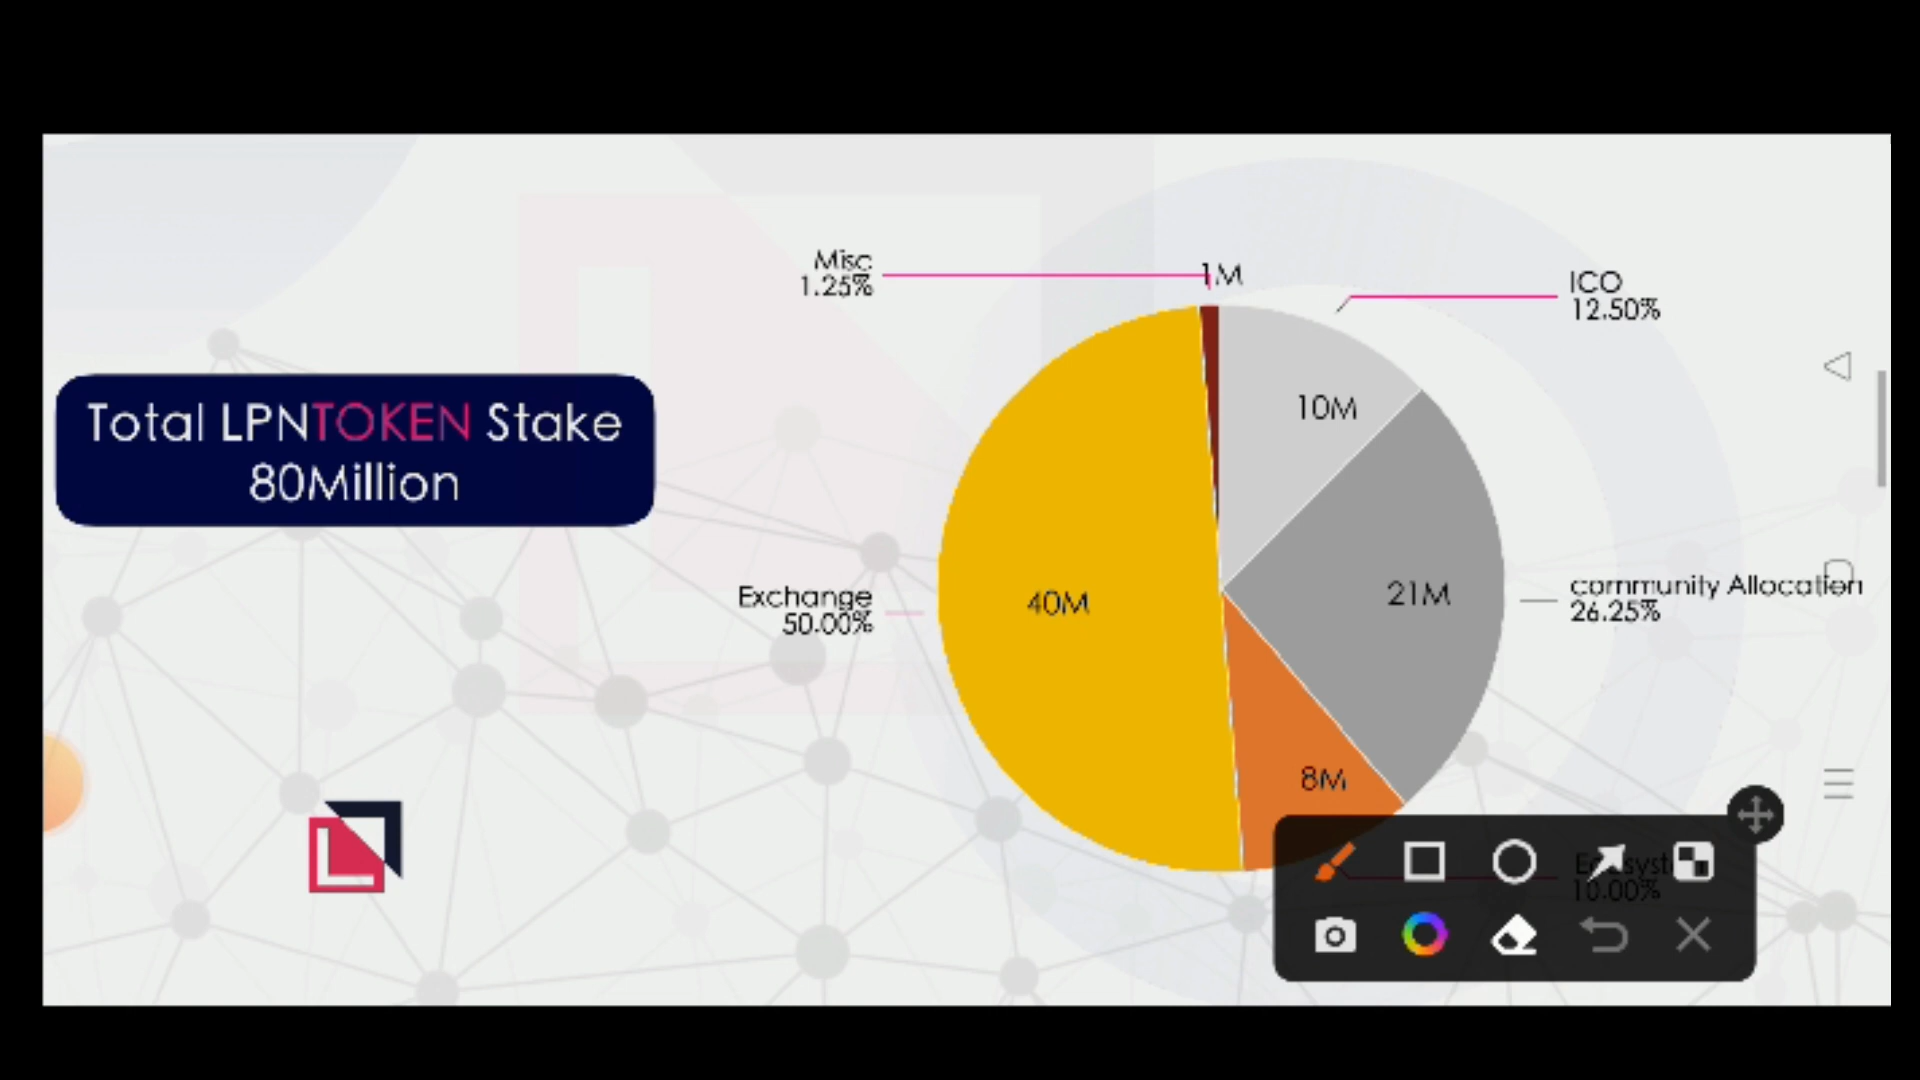 Misc
1.25%
1M
ICO
12.50%
10M
Total LPNTOKEN Stake
80Million
Exchange
50.00%
40M
21M
community Allocation
26.25%
8M
10.00%